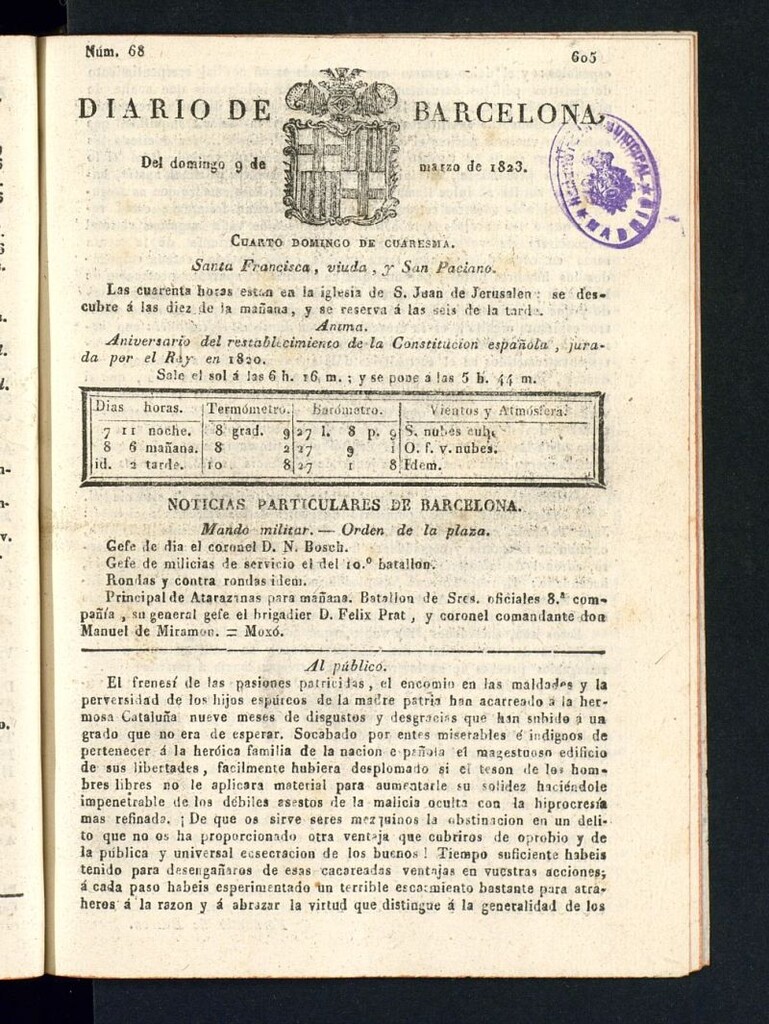 Núm. 68
605
DIARIO DE BARCELONA,
Del domingo 9 de marzo de 1823.
MUNICIPAL
MADRID
CUARTO DOMINGO DE CUARESMA.
Santa Francisca, viuda, y San Paciano.
Las cuarenta horas estan en la iglesia de S. Juan de Jerusalen: se des-
cubre á las diez de la mañana, y se reserva á las seis de la tarde.
Anima.
Aniversario del restablecimiento de la Constitucion española, jura-
da por el Rey en 1820.
Sale el sol á las 6 h. 16 m.; y se pone á las 5 h. 44 m.
Dias horas. Termómetro. Barómetro. Vientos y Atmósfera.
7 11 noche. 8 grad. 9 27 l. 8 p. 9 S. nubes cub.
8 6 mañana. 8 2 27 9 1 O. f. v. nubes.
id. 2 tarde. 10 8 27 1 8 Idem.
NOTICIAS PARTICULARES DE BARCELONA.
Mando militar. — Orden de la plaza.
Gefe de dia el coronel D. N. Bosch.
Gefe de milicias de servicio el del 10.º batallon.
Rondas y contra rondas idem.
Principal de Atarazanas para mañana. Batallon de Sres. oficiales 8.ª com-
pañía, su general gefe el brigadier D. Felix Prat, y coronel comandante don
Manuel de Miramon. = Moxó.
Al público.
El frenesí de las pasiones patricidas, el encomio en las maldades y la
perversidad de los hijos espúreos de la madre patria han acarreado á la her-
mosa Cataluña nueve meses de disgustos y desgracias que han subido á un
grado que no era de esperar. Socabado por entes miserables é indignos de
pertenecer á la heróica familia de la nacion española el magestuoso edificio
de sus libertades, facilmente hubiera desplomado si el teson de los hom-
bres libres no le aplicara material para aumentarle su solidez haciéndole
impenetrable de los débiles asestos de la malicia oculta con la hiprocresía
mas refinada. ¡De que os sirve seres mezquinos la obstinacion en un deli-
to que no os ha proporcionado otra ventaja que cubriros de oprobio y de
la pública y universal ecsecracion de los buenos! Tiempo suficiente habeis
tenido para desengañaros de esas cacareadas ventajas en vuestras acciones;
á cada paso habeis esperimentado un terrible escarmiento bastante para atra-
heros á la razon y á abrazar la virtud que distingue á la generalidad de los